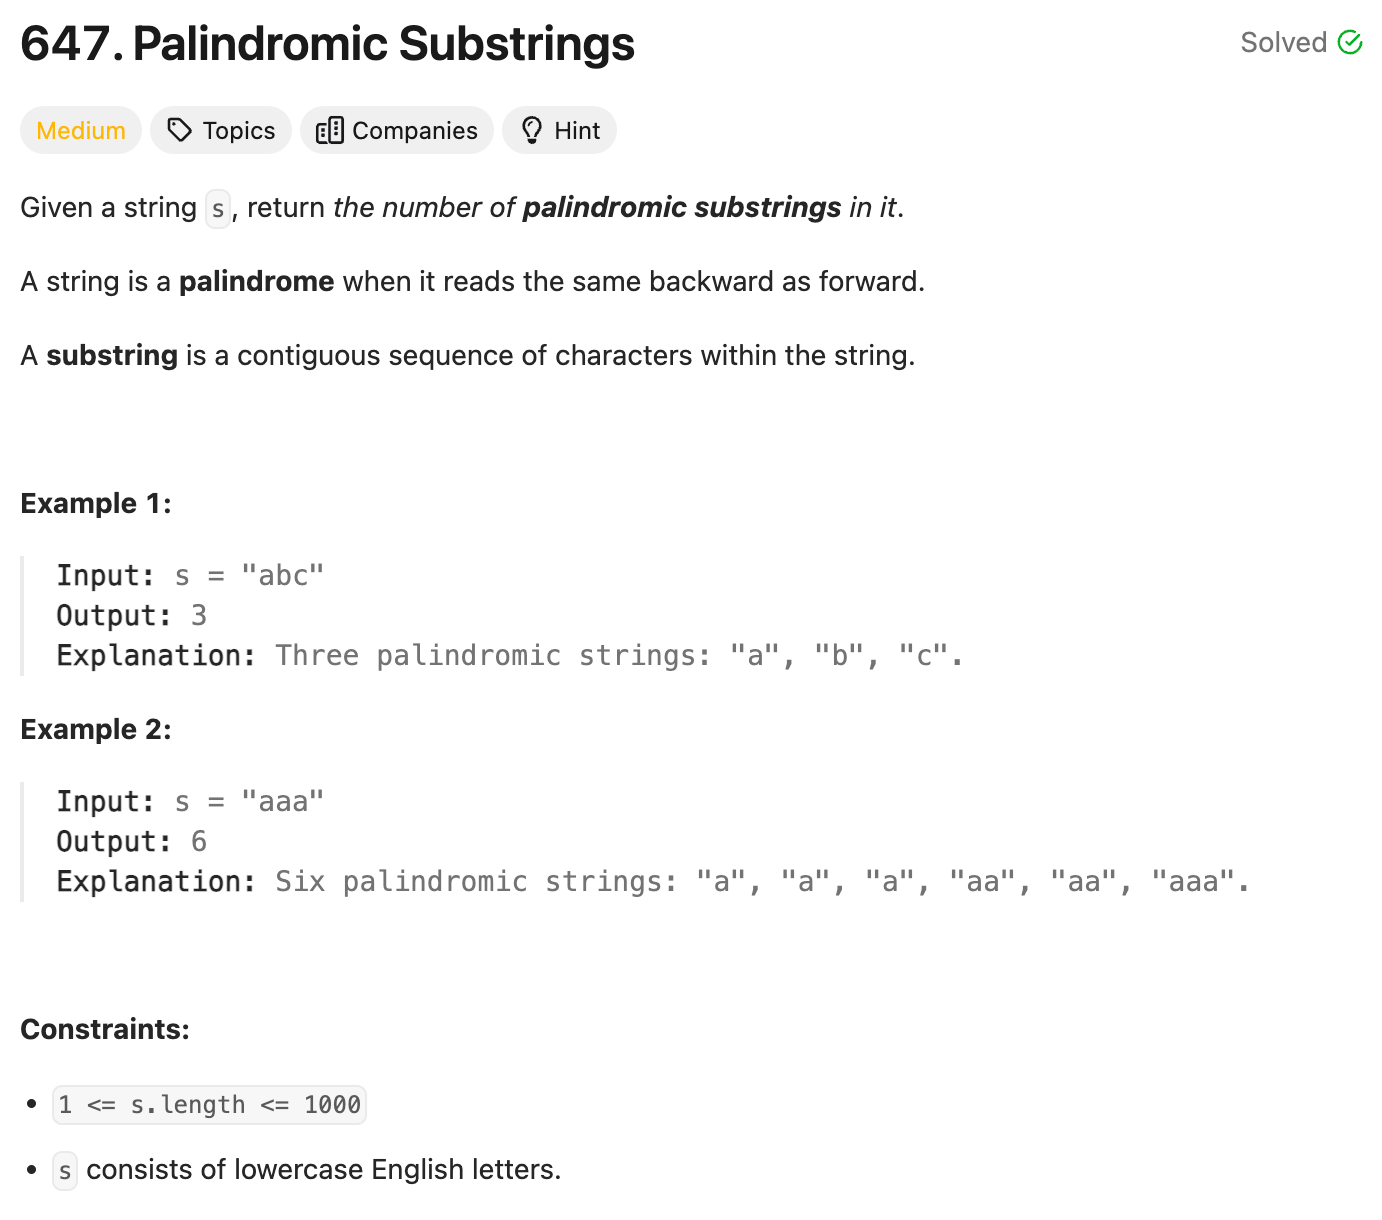 647. Palindromic Substrings
Solved
Medium Topics Companies Hint
Given a string s, return the number of palindromic substrings in it.
A string is a palindrome when it reads the same backward as forward.
A substring is a contiguous sequence of characters within the string.
Example 1:
Input: s = "abc"
Output: 3
Explanation: Three palindromic strings: "a", "b", "c".
Example 2:
Input: s = "aaa"
Output: 6
Explanation: Six palindromic strings: "a", "a", "a", "aa", "aa", "aaa".
Constraints:
• 1 <= s.length <= 1000
• s consists of lowercase English letters.